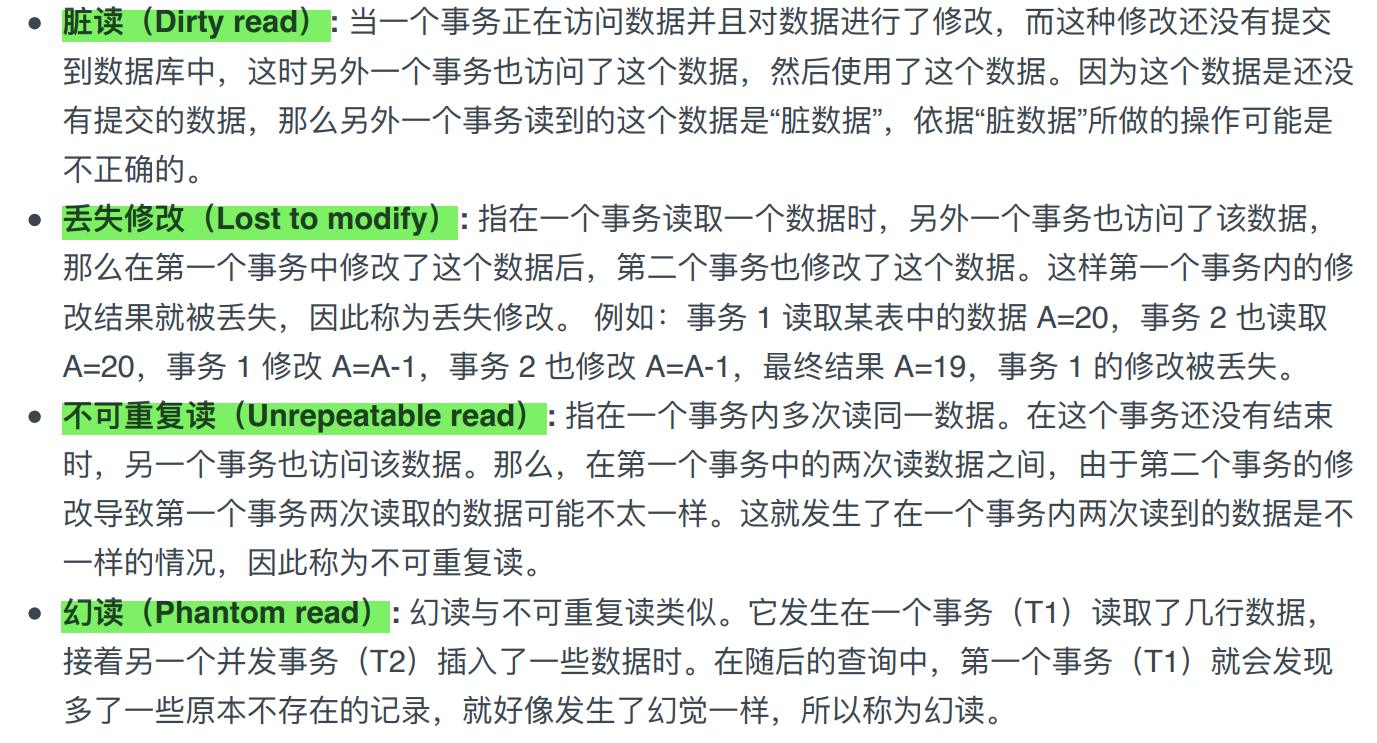 • 脏读（Dirty read）: 当一个事务正在访问数据并且对数据进行了修改，而这种修改还没有提交
到数据库中，这时另外一个事务也访问了这个数据，然后使用了这个数据。因为这个数据是还没
有提交的数据，那么另外一个事务读到的这个数据是“脏数据”，依据“脏数据”所做的操作可能是
不正确的。
• 丢失修改（Lost to modify）: 指在一个事务读取一个数据时，另外一个事务也访问了该数据，
那么在第一个事务中修改了这个数据后，第二个事务也修改了这个数据。这样第一个事务内的修
改结果就被丢失，因此称为丢失修改。 例如：事务 1 读取某表中的数据 A=20，事务 2 也读取
A=20，事务 1 修改 A=A-1，事务 2 也修改 A=A-1，最终结果 A=19，事务 1 的修改被丢失。
• 不可重复读（Unrepeatable read）: 指在一个事务内多次读同一数据。在这个事务还没有结束
时，另一个事务也访问该数据。那么，在第一个事务中的两次读数据之间，由于第二个事务的修
改导致第一个事务两次读取的数据可能不太一样。这就发生了在一个事务内两次读到的数据是不
一样的情况，因此称为不可重复读。
• 幻读（Phantom read）: 幻读与不可重复读类似。它发生在一个事务（T1）读取了几行数据，
接着另一个并发事务（T2）插入了一些数据时。在随后的查询中，第一个事务（T1）就会发现
多了一些原本不存在的记录，就好像发生了幻觉一样，所以称为幻读。